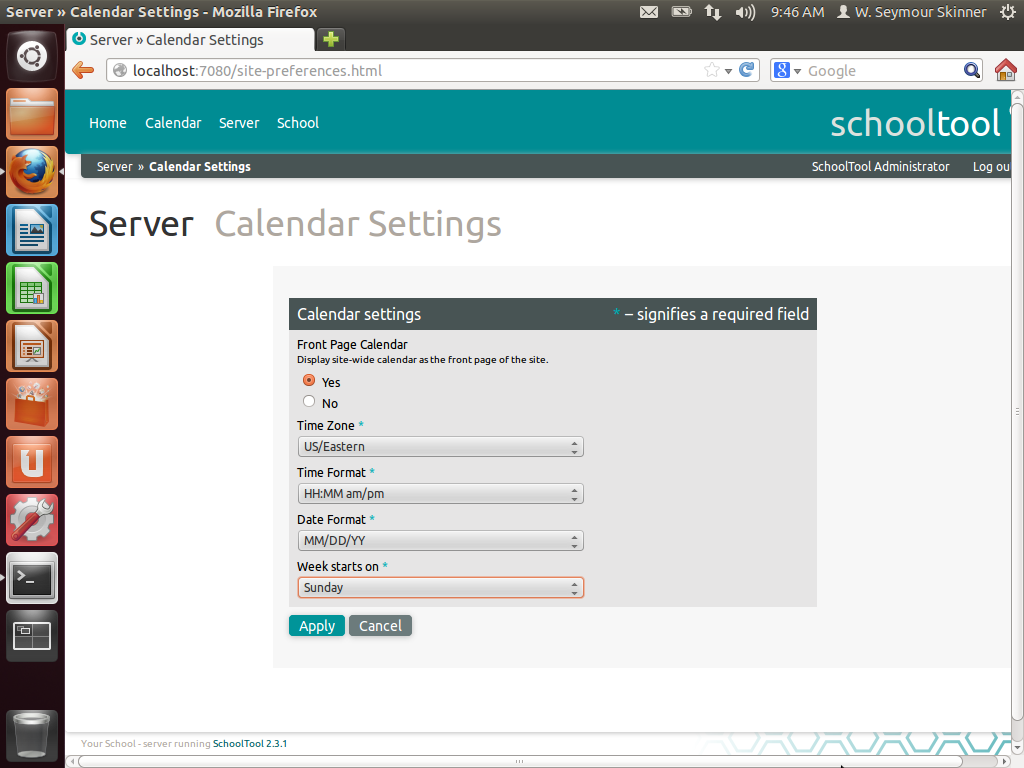 Server » Calendar Settings - Mozilla Firefox
9:46 AM
W. Seymour Skinner
Server » Calendar Settings
localhost:7080/site-preferences.html
Google
Home
Calendar
Server
School
schooltool
Server » Calendar Settings
SchoolTool Administrator
Log ou
Server Calendar Settings
Calendar settings
* – signifies a required field
Front Page Calendar
Display site-wide calendar as the front page of the site.
Yes
No
Time Zone *
US/Eastern
Time Format *
HH:MM am/pm
Date Format *
MM/DD/YY
Week starts on *
Sunday
Apply
Cancel
Your School - server running SchoolTool 2.3.1